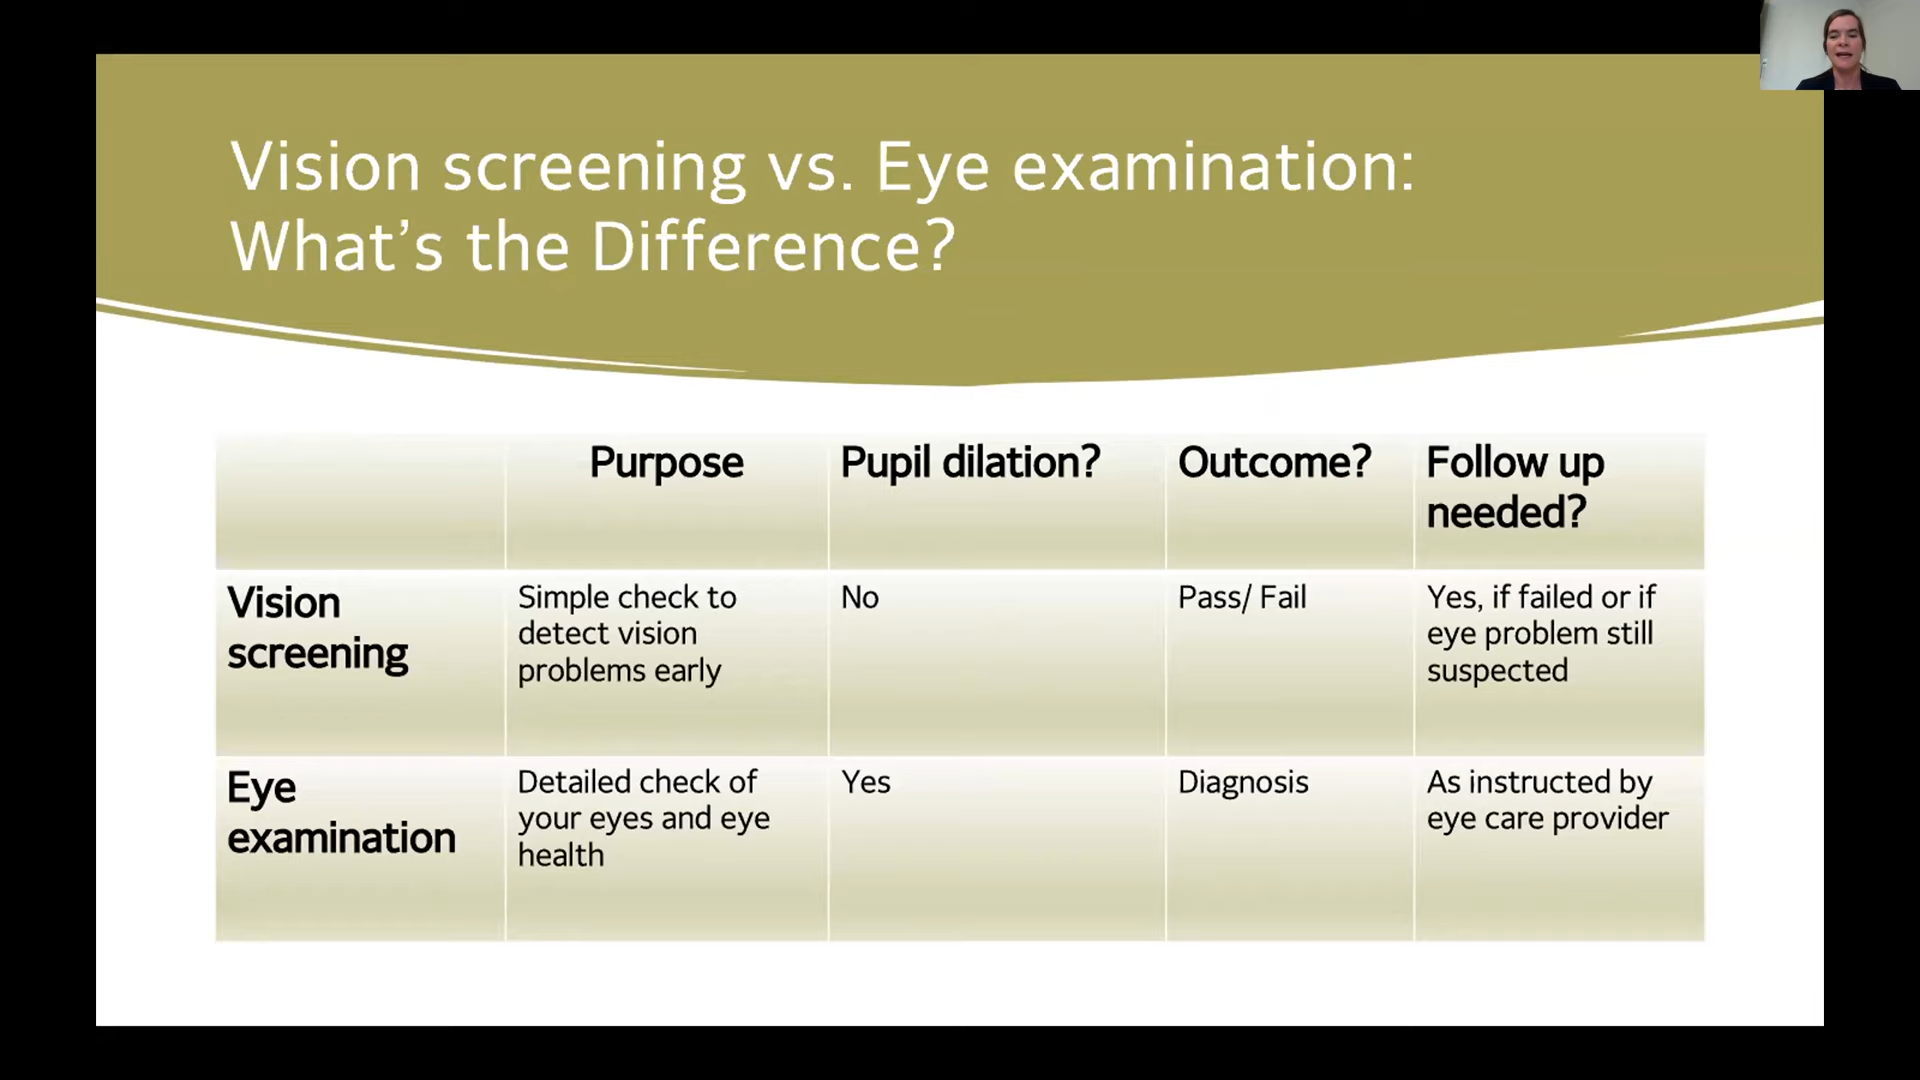 Vision screening vs. Eye examination:
What’s the Difference?
Purpose
Pupil dilation?
Outcome?
Follow up
needed?
Vision
screening
Simple check to
detect vision
problems early
No
Pass/ Fail
Yes, if failed or if
eye problem still
suspected
Eye
examination
Detailed check of
your eyes and eye
health
Yes
Diagnosis
As instructed by
eye care provider